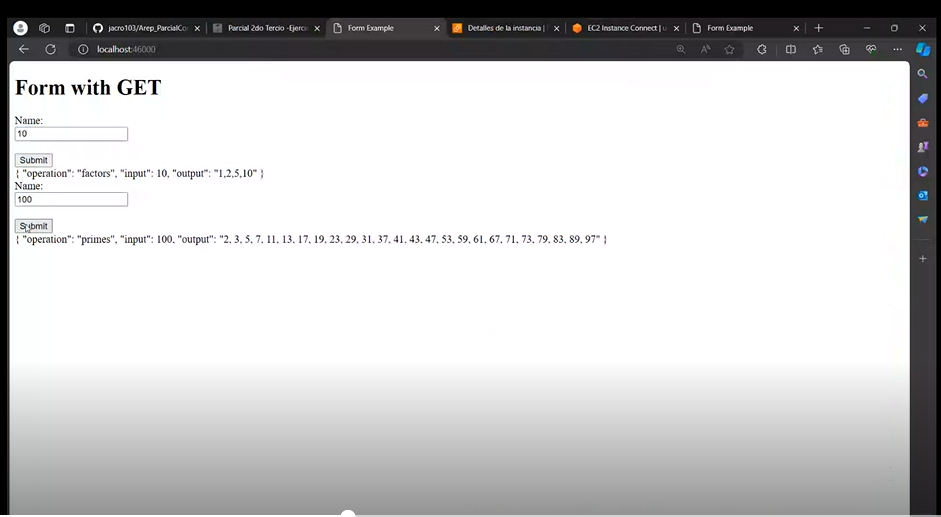 jacro103/Arep_ParcialCo
Parcial 2do Tercio -Ejercic
Form Example
Detalles de la instancia |
EC2 Instance Connect | u
Form Example
localhost:46000
Form with GET
Name:
10
Submit
{ "operation": "factors", "input": 10, "output": "1,2,5,10" }
Name:
100
Submit
{ "operation": "primes", "input": 100, "output": "2, 3, 5, 7, 11, 13, 17, 19, 23, 29, 31, 37, 41, 43, 47, 53, 59, 61, 67, 71, 73, 79, 83, 89, 97" }